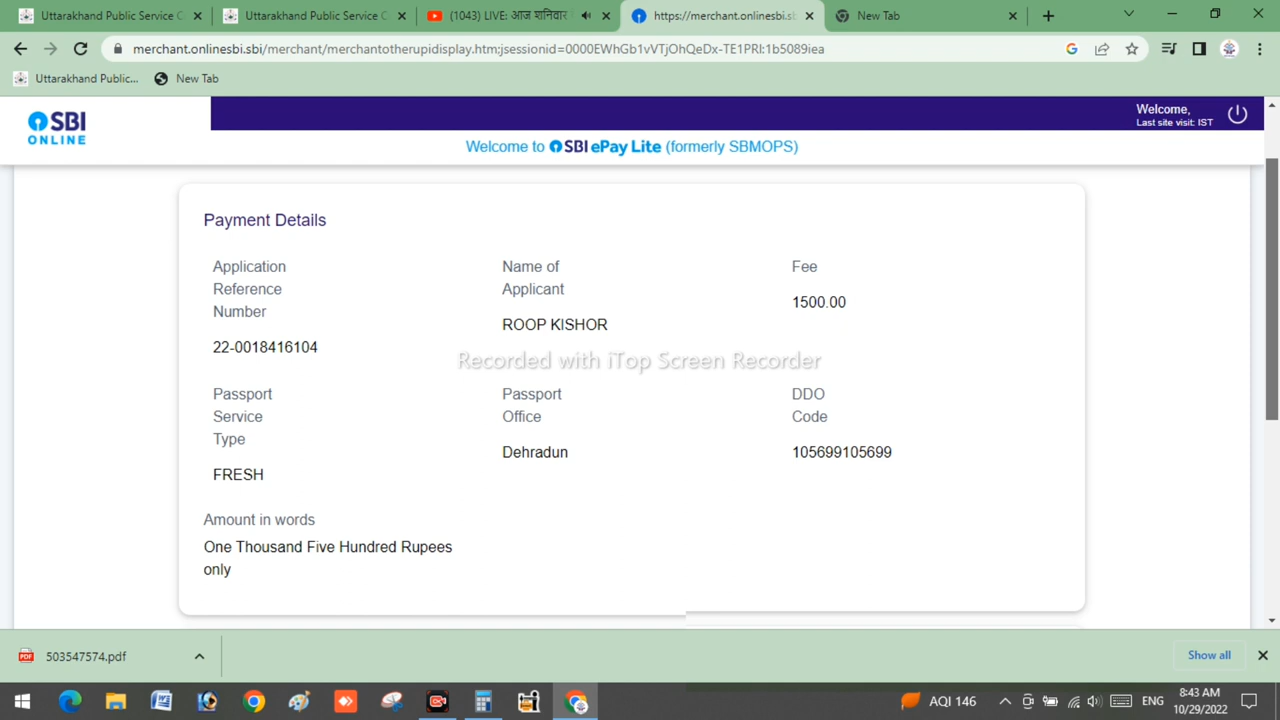 Uttarakhand Public Service C
Uttarakhand Public Service C
(1043) LIVE: आज शनिवार
https://merchant.onlinesbi.sb
New Tab
merchant.onlinesbi.sbi/merchant/merchantotherupidisplay.htm;jsessionid=0000EWhGb1vVTjOhQeDx-TE1PRI:1b5089iea
Uttarakhand Public...
New Tab
SBI
ONLINE
Welcome,
Last site visit: IST
Welcome to SBI ePay Lite (formerly SBMOPS)
Payment Details
Application
Reference
Number
22-0018416104
Name of
Applicant
ROOP KISHOR
Fee
1500.00
Recorded with iTop Screen Recorder
Passport
Service
Type
FRESH
Passport
Office
Dehradun
DDO
Code
105699105699
Amount in words
One Thousand Five Hundred Rupees
only
503547574.pdf
Show all
AQI 146
ENG
8:43 AM
10/29/2022